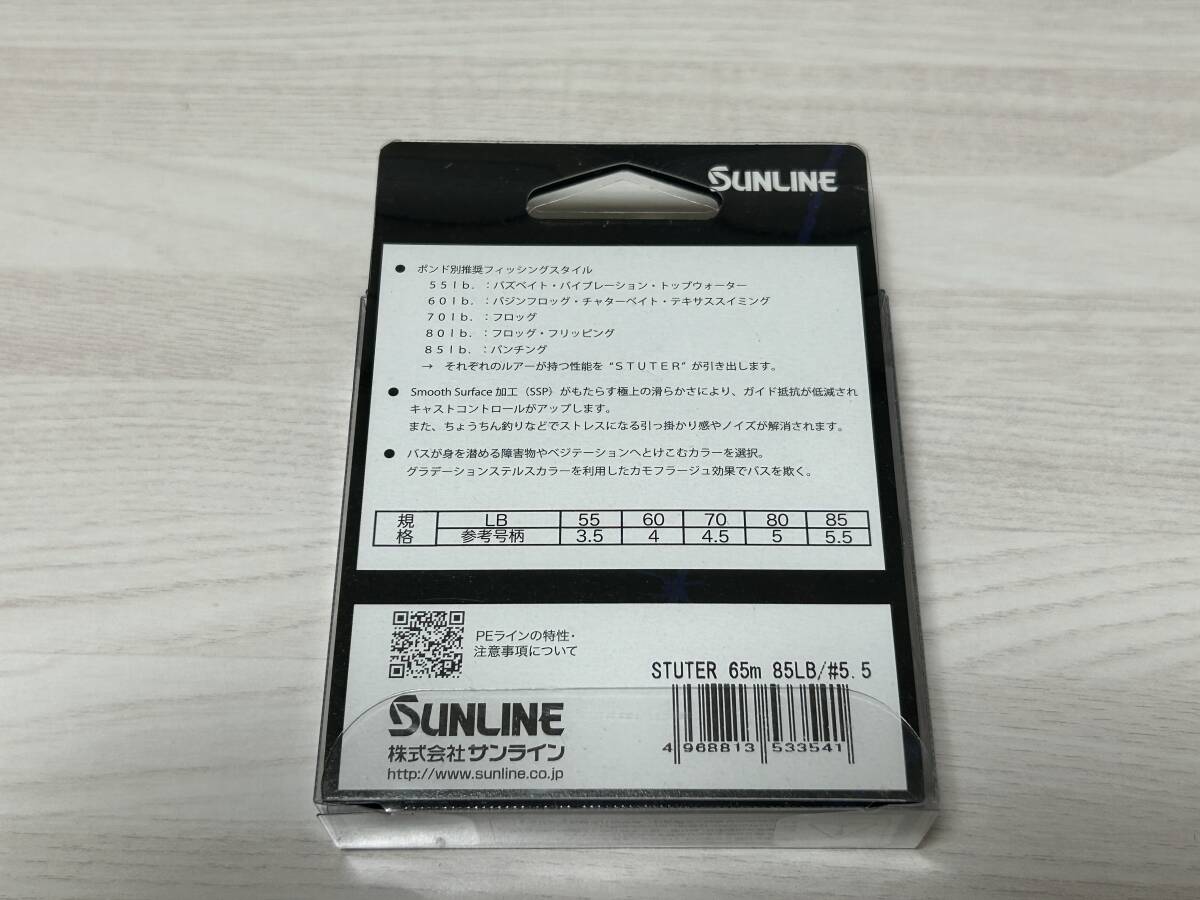 SUNLINE
● ポンド別推奨フィッシングスタイル
55lb．：バズベイト・バイブレーション・トップウォーター
60lb．：バジンフロッグ・チャターベイト・テキサススイミング
70lb．：フロッグ
80lb．：フロッグ・フリッピング
85lb．：パンチング
→ それぞれのルアーが持つ性能を “STUTER” が引き出します。
● Smooth Surface 加工（SSP）がもたらす極上の滑らかさにより、ガイド抵抗が低減され
キャストコントロールがアップします。
また、ちょうちん釣りなどでストレスになる引っ掛かり感やノイズが解消されます。
● バスが身を潜める障害物やベジテーションへとけこむカラーを選択。
グラデーションステルスカラーを利用したカモフラージュ効果でバスを欺く。
規格 LB 55 60 70 80 85
参考号柄 3.5 4 4.5 5 5.5
PEラインの特性・
注意事項について
STUTER 65m 85LB/#5.5
4 968813 533541
SUNLINE
株式会社サンライン
http://www.sunline.co.jp